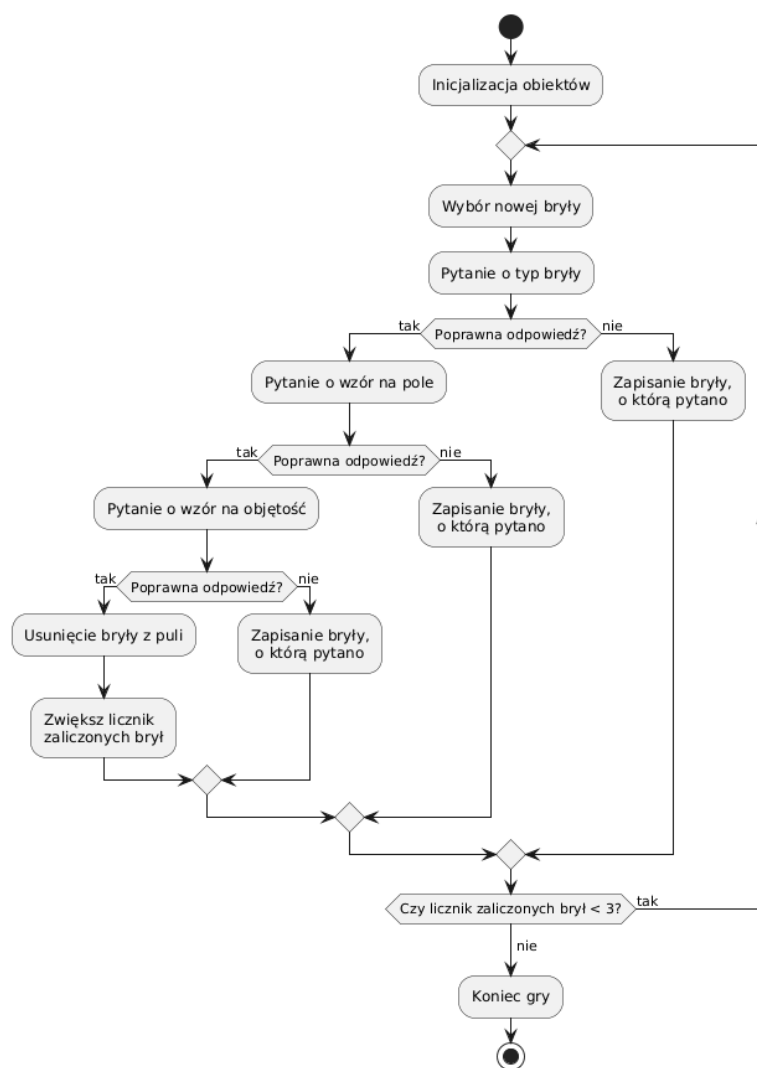 Inicjalizacja obiektów
Wybór nowej bryły
Pytanie o typ bryły
tak
Poprawna odpowiedź?
nie
Pytanie o wzór na pole
Zapisanie bryły,
o którą pytano
tak
Poprawna odpowiedź?
nie
Pytanie o wzór na objętość
Zapisanie bryły,
o którą pytano
tak
Poprawna odpowiedź?
nie
Usunięcie bryły z puli
Zapisanie bryły,
o którą pytano
Zwiększ licznik
zaliczonych brył
Czy licznik zaliczonych brył < 3?
tak
nie
Koniec gry